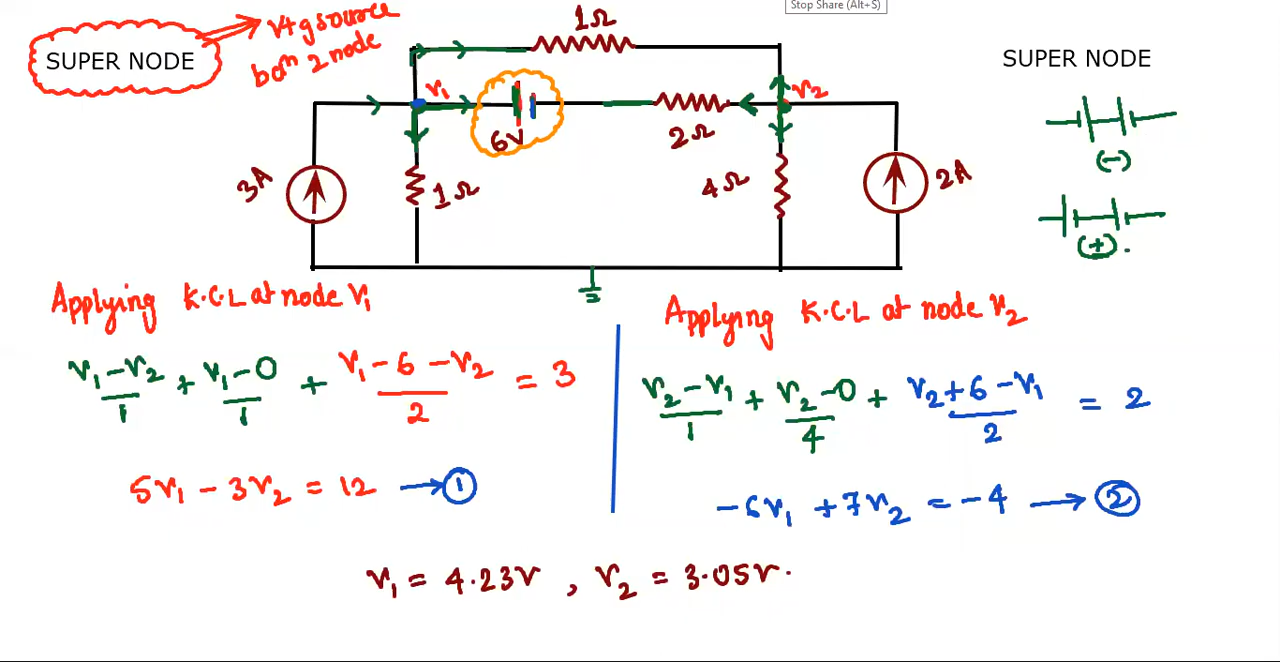 Stop Share (Alt+S)
SUPER NODE
v+g source
bet^n 2 node
SUPER NODE
1Ω
v1
v2
6V
2Ω
3A
1Ω
4Ω
2A
(-)
(+).
Applying K.C.L at node V1
v1-v2/1 + v1-0/1 + v1-6-v2/2 = 3
5v1 - 3v2 = 12 → ①
Applying K.C.L at node v2
v2-v1/1 + v2-0/4 + v2+6-v1/2 = 2
-6v1 + 7v2 = -4 → ②
v1 = 4.23v , v2 = 3.05v.